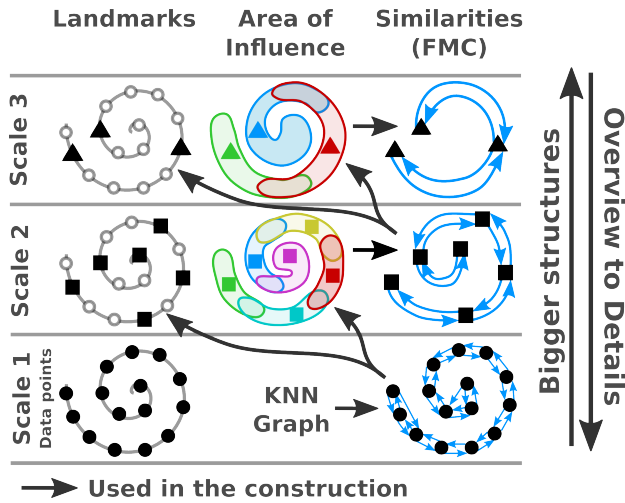 Landmarks
Area of
Influence
Similarities
(FMC)
Scale 3
Scale 2
Scale 1
Data points
KNN
Graph
Bigger structures
Overview to Details
Used in the construction